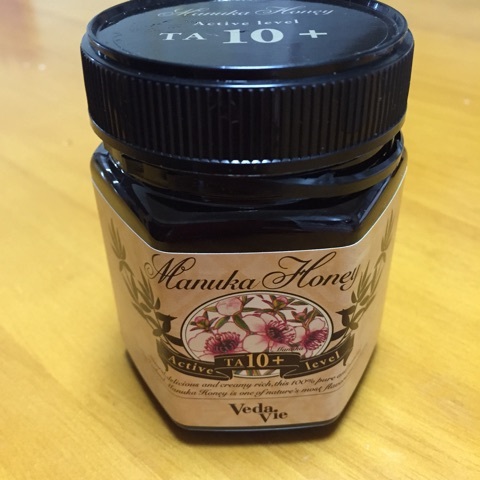 Manuka Honey
Active level
TA 10+
Manuka Honey
Manuka
Active TA 10+ level
delicious and creamy rich, this 100% pure
Manuka Honey is one of nature's most
Veda
Vie